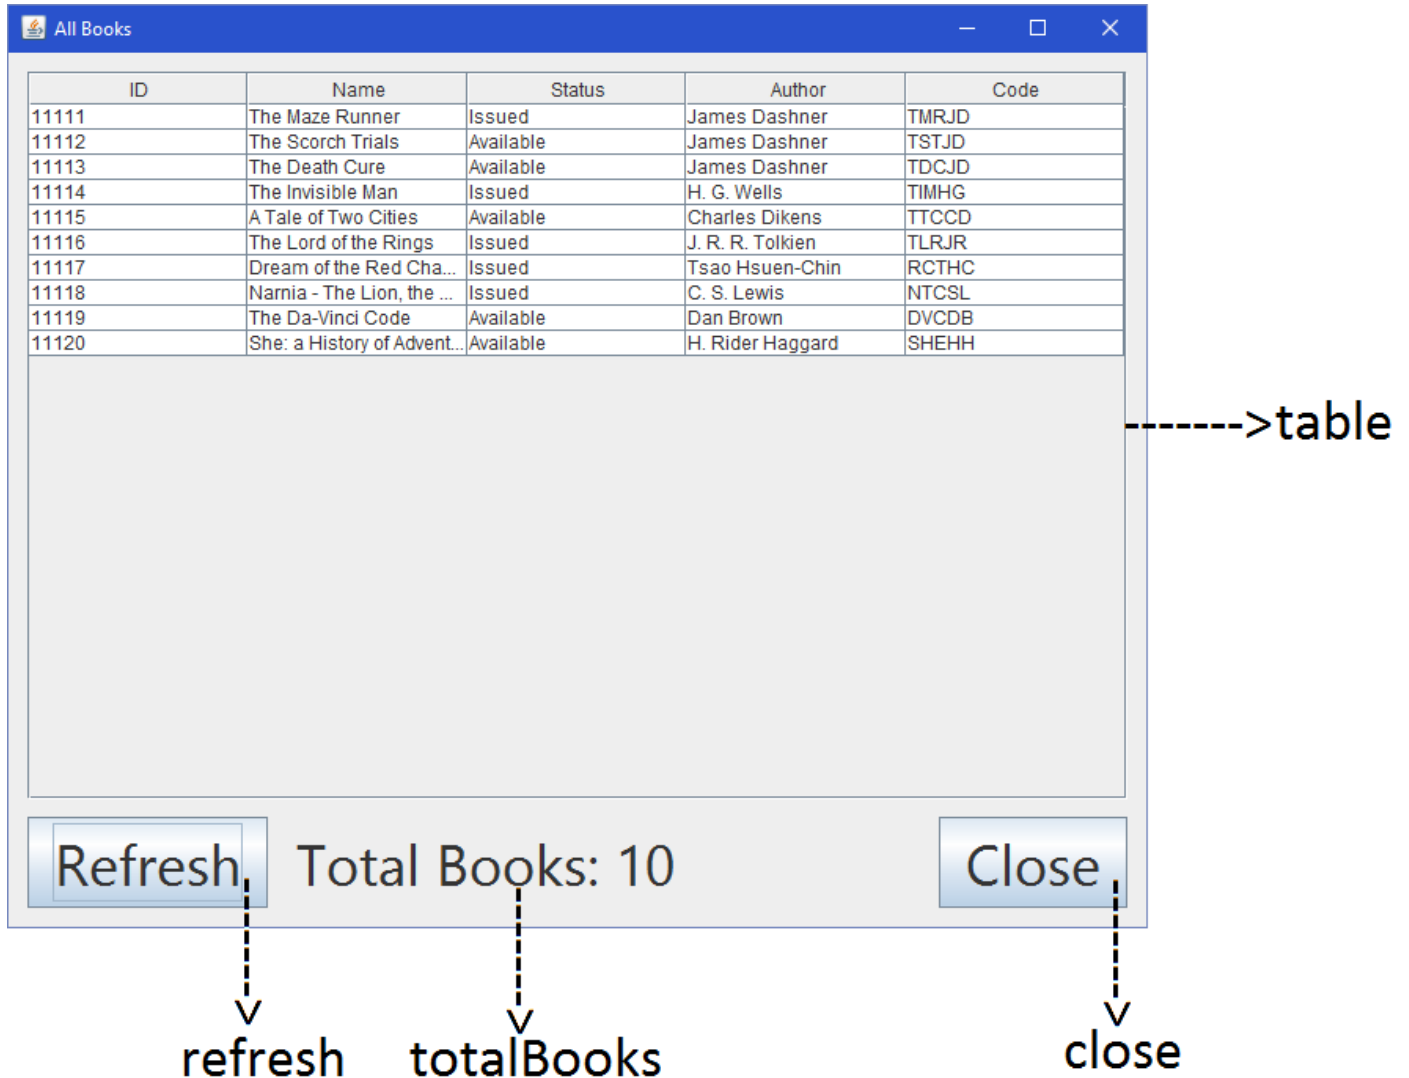 All Books
ID Name Status Author Code
11111 The Maze Runner Issued James Dashner TMRJD
11112 The Scorch Trials Available James Dashner TSTJD
11113 The Death Cure Available James Dashner TDCJD
11114 The Invisible Man Issued H. G. Wells TIMHG
11115 A Tale of Two Cities Available Charles Dikens TTCCD
11116 The Lord of the Rings Issued J. R. R. Tolkien TLRJR
11117 Dream of the Red Cha... Issued Tsao Hsuen-Chin RCTHC
11118 Narnia - The Lion, the ... Issued C. S. Lewis NTCSL
11119 The Da-Vinci Code Available Dan Brown DVCDB
11120 She: a History of Advent... Available H. Rider Haggard SHEHH
------->table
Refresh Total Books: 10 Close
refresh totalBooks close